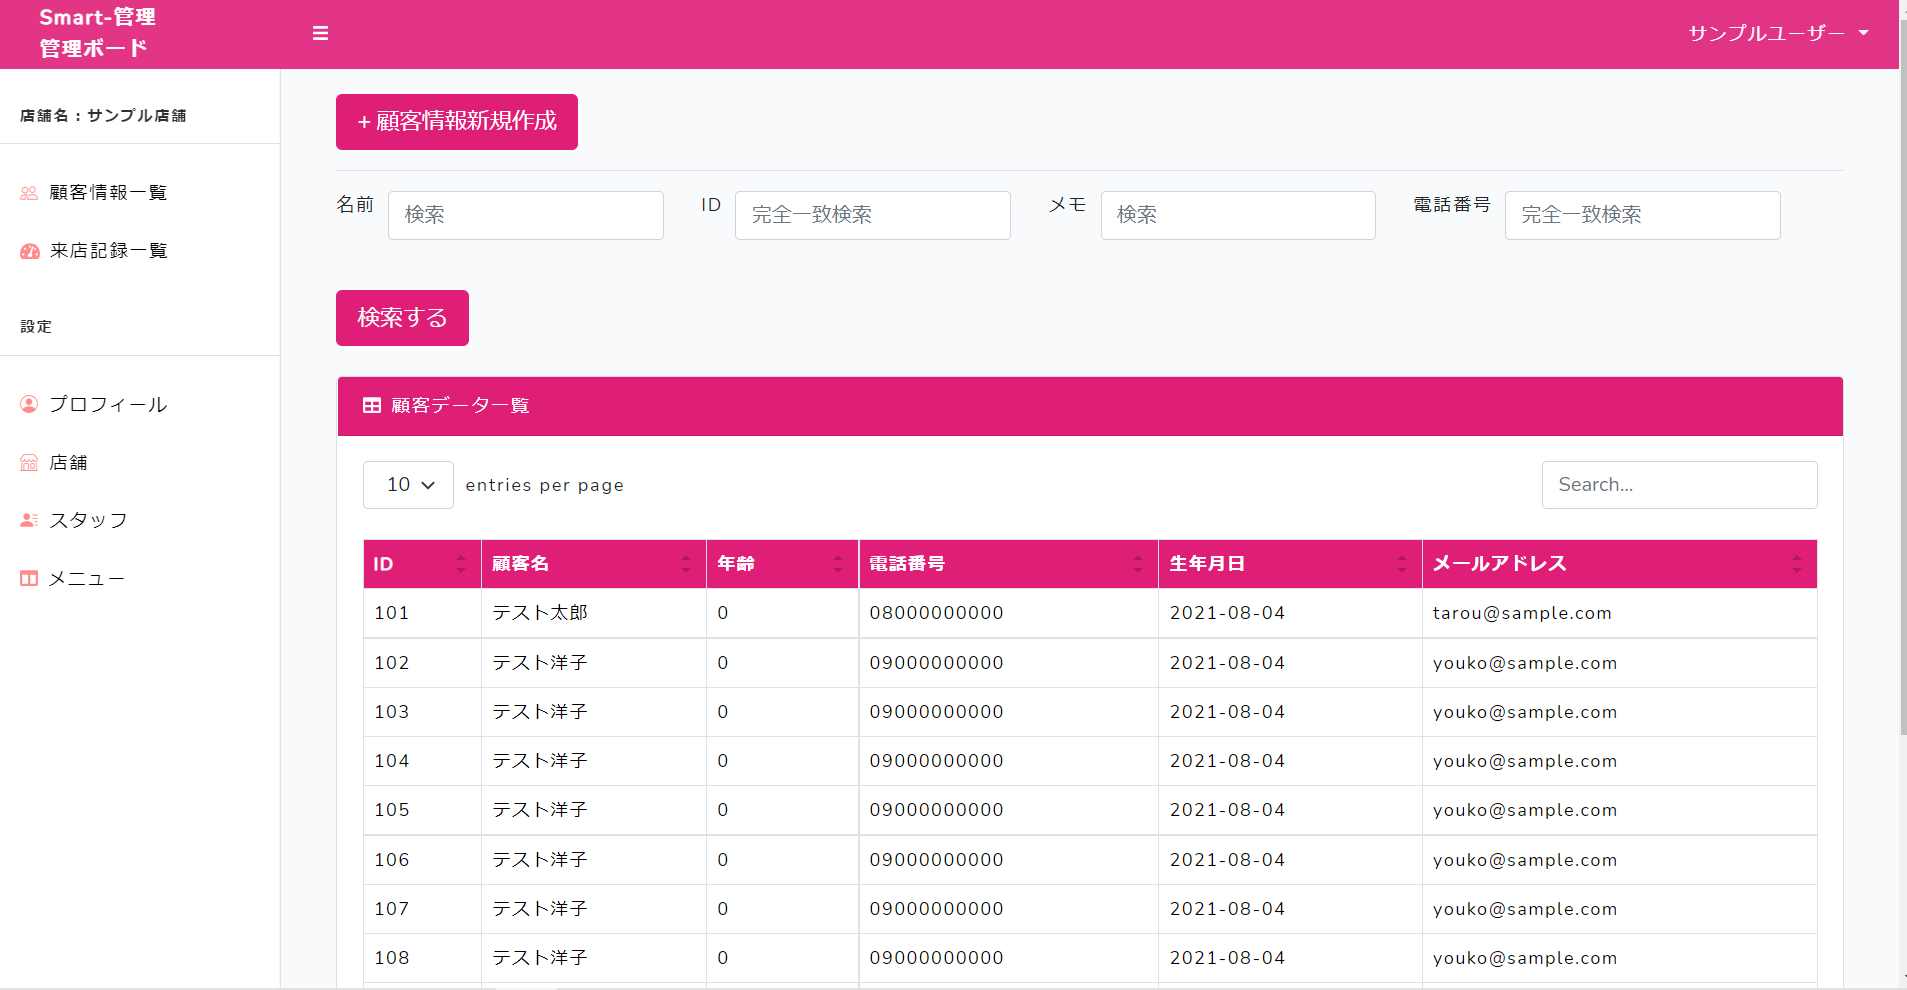 Smart-管理
管理ボード
サンプルユーザー
店舗名：サンプル店舗
顧客情報一覧
来店記録一覧
設定
プロフィール
店舗
スタッフ
メニュー
+ 顧客情報新規作成
名前 検索 ID 完全一致検索 メモ 検索 電話番号 完全一致検索
検索する
顧客データ一覧
10 entries per page Search...
ID 顧客名 年齢 電話番号 生年月日 メールアドレス
101 テスト太郎 0 08000000000 2021-08-04 tarou@sample.com
102 テスト洋子 0 09000000000 2021-08-04 youko@sample.com
103 テスト洋子 0 09000000000 2021-08-04 youko@sample.com
104 テスト洋子 0 09000000000 2021-08-04 youko@sample.com
105 テスト洋子 0 09000000000 2021-08-04 youko@sample.com
106 テスト洋子 0 09000000000 2021-08-04 youko@sample.com
107 テスト洋子 0 09000000000 2021-08-04 youko@sample.com
108 テスト洋子 0 09000000000 2021-08-04 youko@sample.com